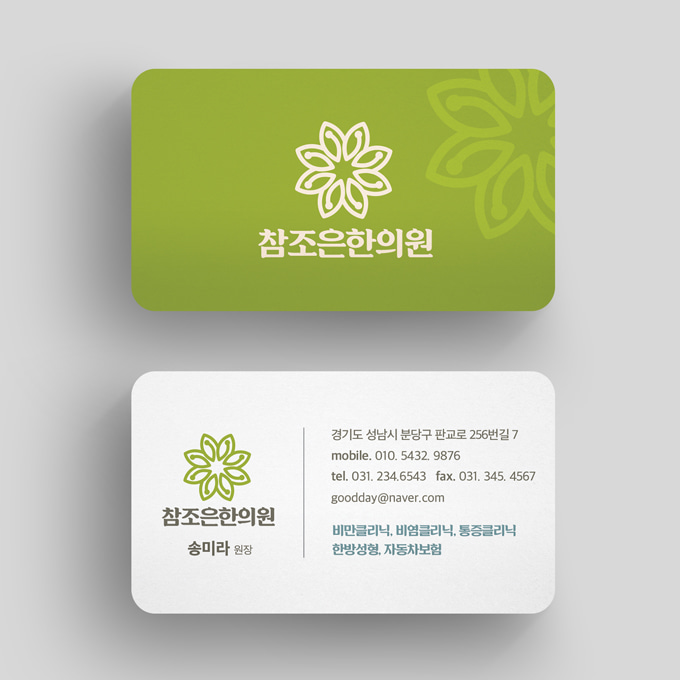 참조은한의원
참조은한의원
송미라 원장
경기도 성남시 분당구 판교로 256번길 7
mobile. 010. 5432. 9876
tel. 031. 234.6543 fax. 031. 345. 4567
goodday@naver.com
비만클리닉, 비염클리닉, 통증클리닉
한방성형, 자동차보험